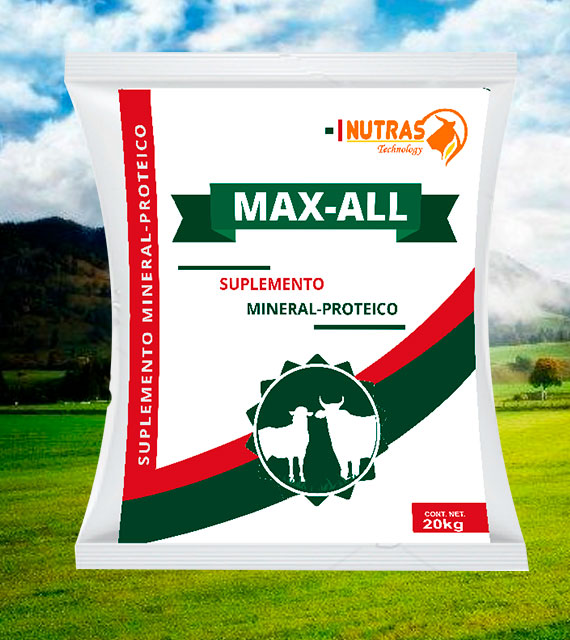 NUTRAS
Technology
MAX-ALL
SUPLEMENTO
MINERAL-PROTEICO
SUPLEMENTO MINERAL-PROTEICO
CONT. NET.
20kg